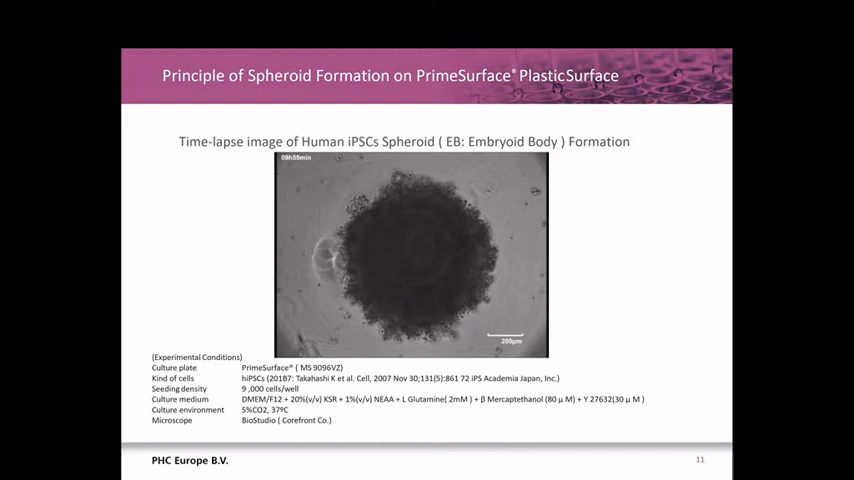 Principle of Spheroid Formation on PrimeSurface® PlasticSurface
Time-lapse image of Human iPSCs Spheroid ( EB: Embryoid Body ) Formation
09h55min
200μm
(Experimental Conditions)
Culture plate PrimeSurface® ( MS 9096VZ)
Kind of cells hiPSCs (201B7: Takahashi K et al. Cell, 2007 Nov 30;131(5):861 72 iPS Academia Japan, Inc.)
Seeding density 9 ,000 cells/well
Culture medium DMEM/F12 + 20%(v/v) KSR + 1%(v/v) NEAA + L Glutamine( 2mM ) + β Mercaptethanol (80 μ M) + Y 27632(30 μ M )
Culture environment 5%CO2, 37ºC
Microscope BioStudio ( Corefront Co.)
PHC Europe B.V.
11